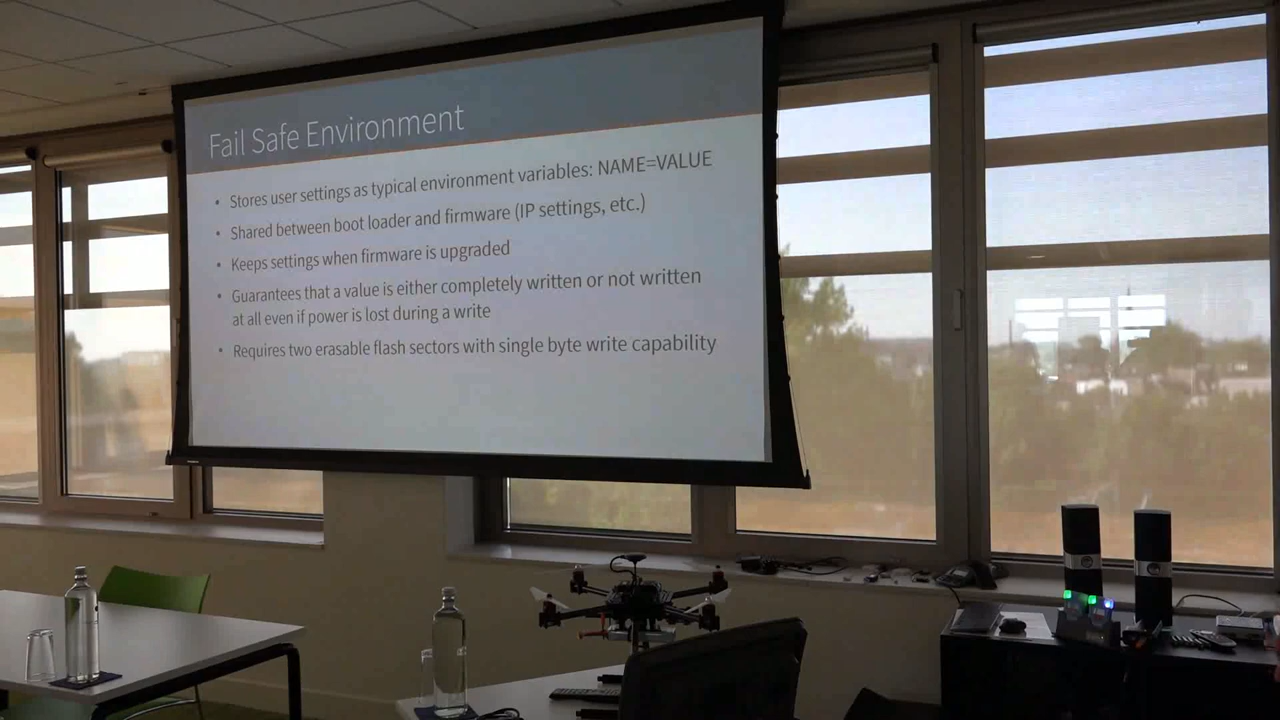 Fail Safe Environment
• Stores user settings as typical environment variables: NAME=VALUE
• Shared between boot loader and firmware (IP settings, etc.)
• Keeps settings when firmware is upgraded
• Guarantees that a value is either completely written or not written
at all even if power is lost during a write
• Requires two erasable flash sectors with single byte write capability